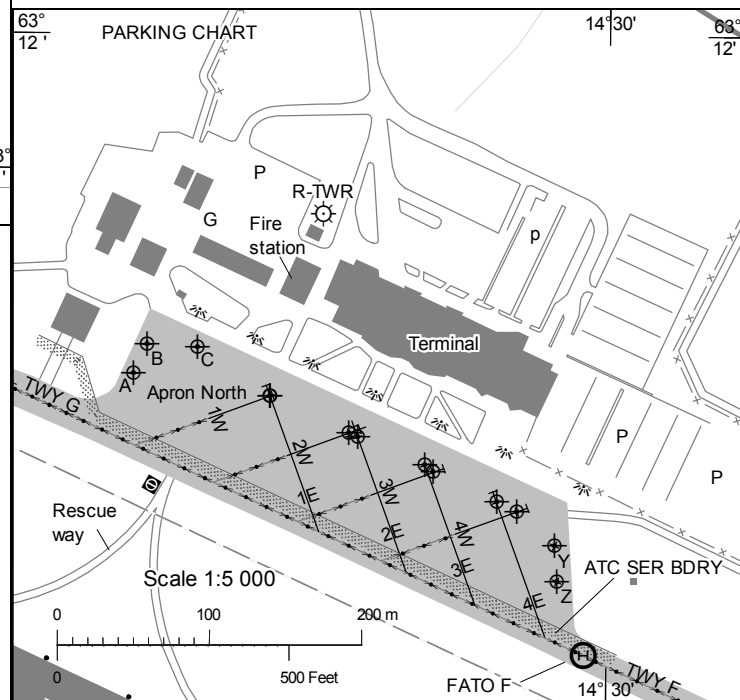 63°
12 '
PARKING CHART
14°30'
63°
12'
P
R-TWR
G
Fire
station
p
Terminal
B
C
A
Apron North
TWY G
1W
2W
1E
3W
2E
4W
3E
4E
P
P
Y
Z
Rescue
way
ATC SER BDRY
Scale 1:5 000
0
100
200 m
0
500 Feet
H
FATO F
TWY F
14° 30'